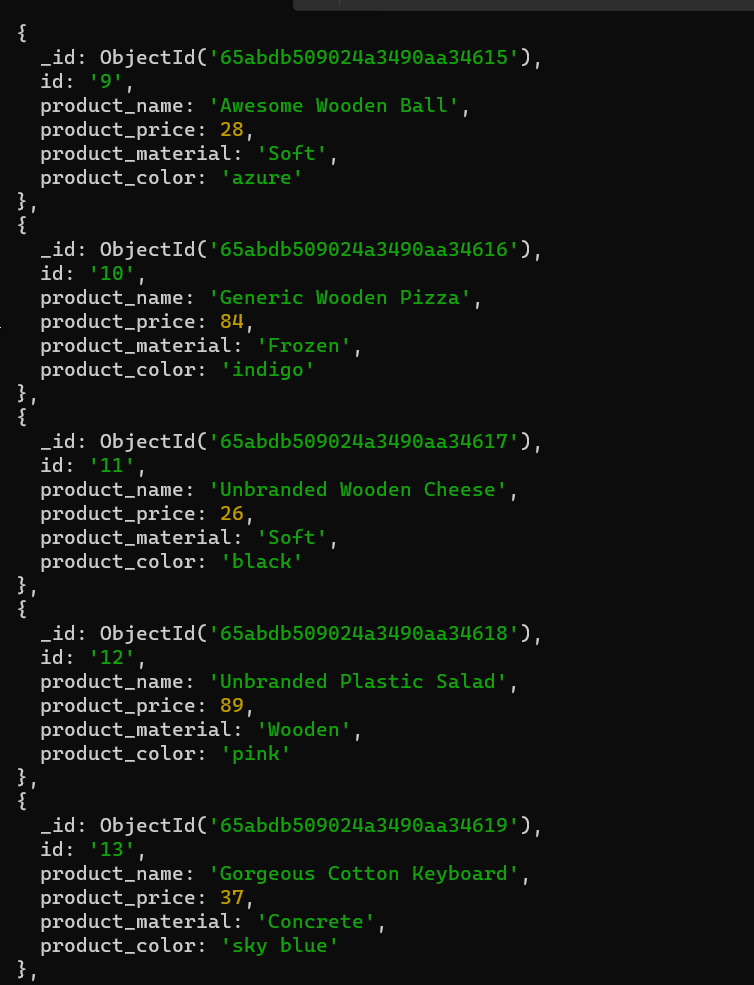 {
  _id: ObjectId('65abdb509024a3490aa34615'),
  id: '9',
  product_name: 'Awesome Wooden Ball',
  product_price: 28,
  product_material: 'Soft',
  product_color: 'azure'
},
{
  _id: ObjectId('65abdb509024a3490aa34616'),
  id: '10',
  product_name: 'Generic Wooden Pizza',
  product_price: 84,
  product_material: 'Frozen',
  product_color: 'indigo'
},
{
  _id: ObjectId('65abdb509024a3490aa34617'),
  id: '11',
  product_name: 'Unbranded Wooden Cheese',
  product_price: 26,
  product_material: 'Soft',
  product_color: 'black'
},
{
  _id: ObjectId('65abdb509024a3490aa34618'),
  id: '12',
  product_name: 'Unbranded Plastic Salad',
  product_price: 89,
  product_material: 'Wooden',
  product_color: 'pink'
},
{
  _id: ObjectId('65abdb509024a3490aa34619'),
  id: '13',
  product_name: 'Gorgeous Cotton Keyboard',
  product_price: 37,
  product_material: 'Concrete',
  product_color: 'sky blue'
},